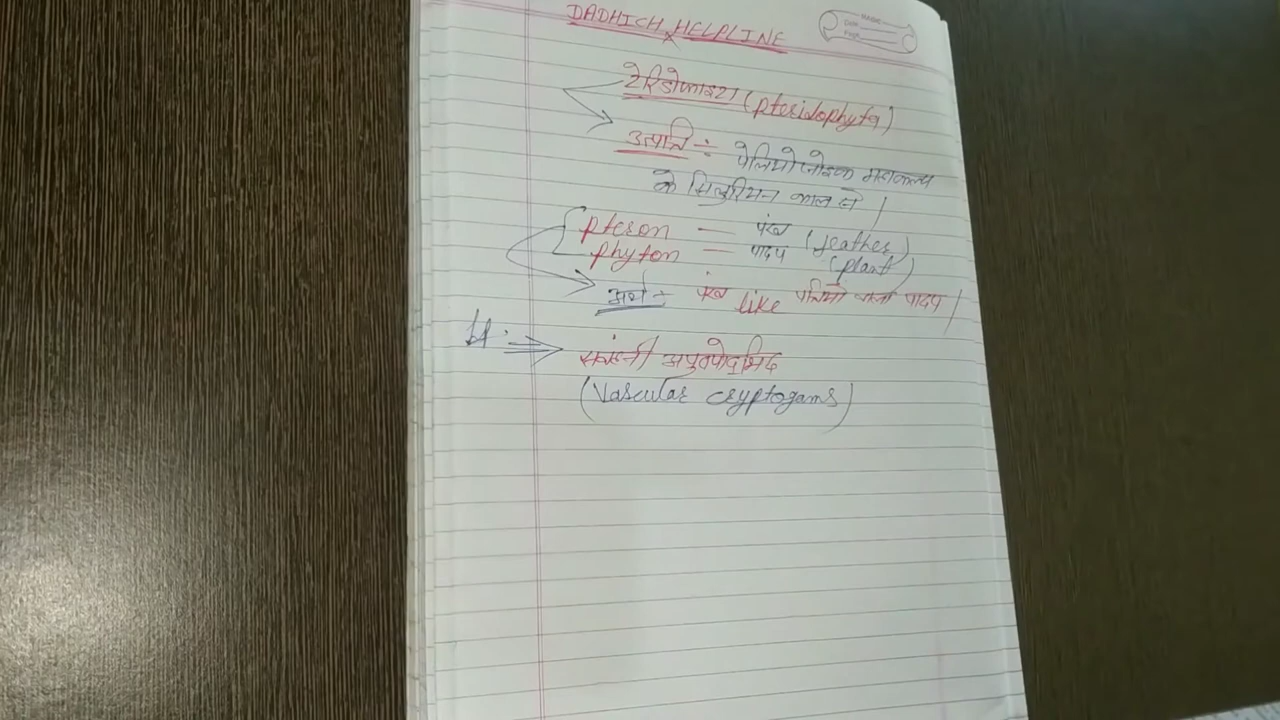 DADHICH HELPLINE
टेरिडोफाइटा (pteridophyta)
उत्पत्ति ÷ पेलियोजोइक महाकल्प
के सिलुरियन काल से |
pteron — पंख (feather)
phyton — पादप (plant)
अर्थ ÷ पंख like पत्तियों वाला पादप |
संवहनी अपुष्पोद्भिद
(Vascular cryptogams)